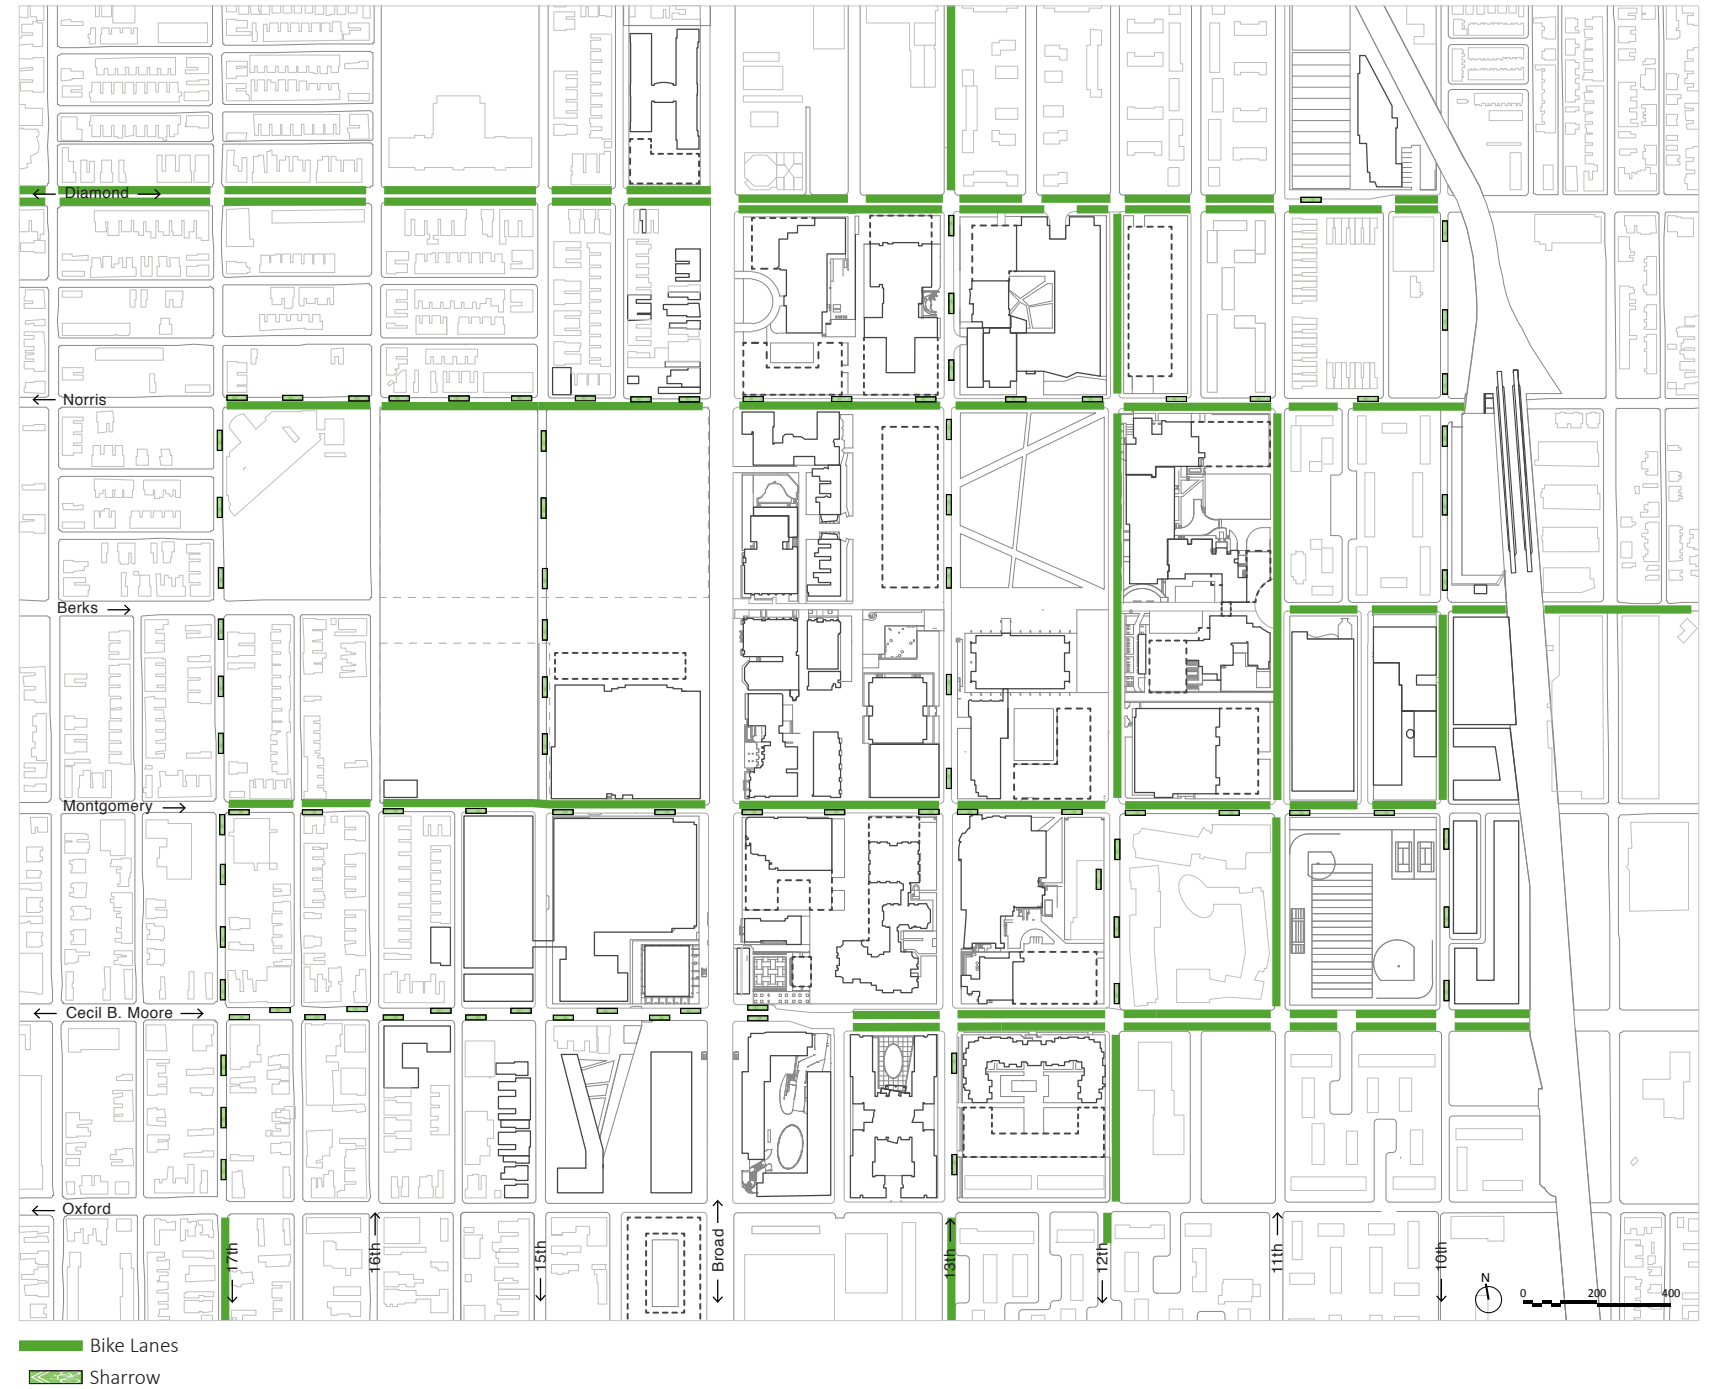 Diamond
Norris
Berks
Montgomery
Cecil B. Moore
Oxford
17th
16th
15th
Broad
13th
12th
11th
10th
N
0 200 400
Bike Lanes
Sharrow